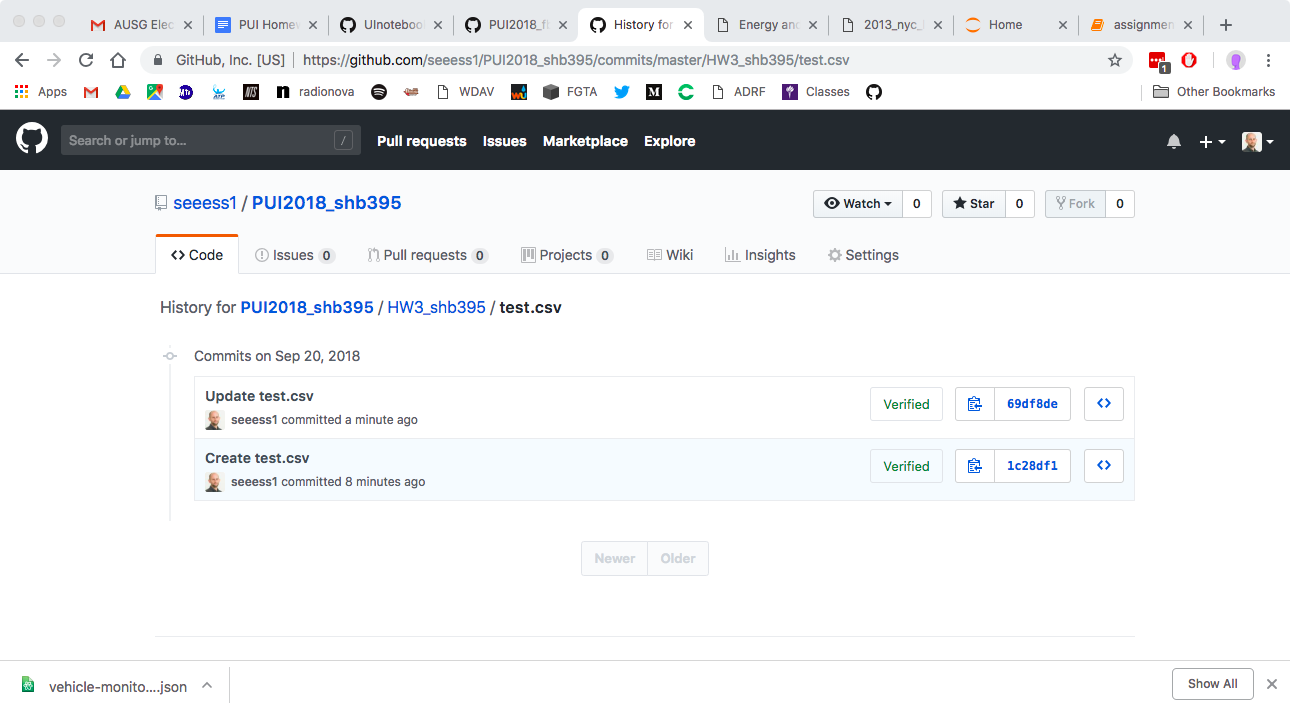 AUSG Elec
PUI Homew
UInotebook
PUI2018_fb
History for
Energy and
2013_nyc_
Home
assignmen
GitHub, Inc. [US] | https://github.com/seeess1/PUI2018_shb395/commits/master/HW3_shb395/test.csv
1
Apps
radionova
WDAV
FGTA
M
ADRF
Classes
Other Bookmarks
Search or jump to... /
Pull requests Issues Marketplace Explore
seeess1 / PUI2018_shb395
Watch 0 Star 0 Fork 0
Code Issues 0 Pull requests 0 Projects 0 Wiki Insights Settings
History for PUI2018_shb395 / HW3_shb395 / test.csv
Commits on Sep 20, 2018
Update test.csv
seeess1 committed a minute ago
Verified 69df8de <>
Create test.csv
seeess1 committed 8 minutes ago
Verified 1c28df1 <>
Newer Older
vehicle-monito....json
Show All